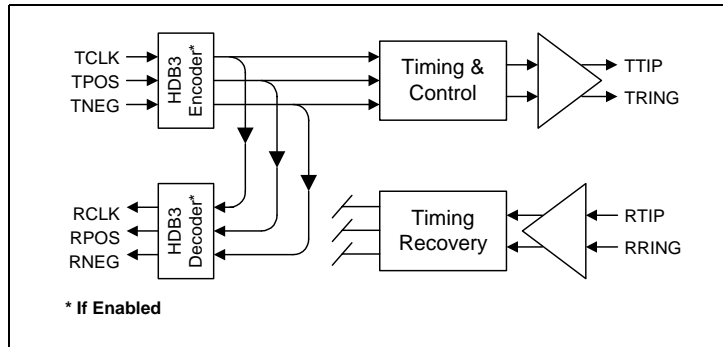 TCLK
TPOS
TNEG
HDB3
Encoder*
Timing &
Control
TTIP
TRING
RCLK
RPOS
RNEG
HDB3
Decoder*
Timing
Recovery
RTIP
RRING
* If Enabled